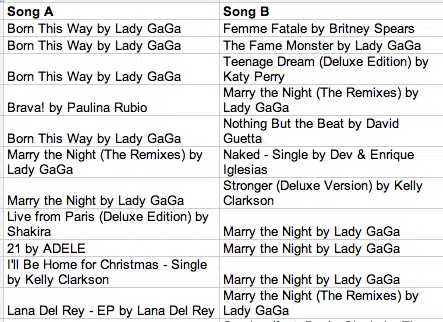 Song A Song B
Born This Way by Lady GaGa Femme Fatale by Britney Spears
Born This Way by Lady GaGa The Fame Monster by Lady GaGa
Teenage Dream (Deluxe Edition) by
Born This Way by Lady GaGa Katy Perry
Marry the Night (The Remixes) by
Brava! by Paulina Rubio Lady GaGa
Nothing But the Beat by David
Born This Way by Lady GaGa Guetta
Marry the Night (The Remixes) by Naked - Single by Dev & Enrique
Lady GaGa Iglesias
Stronger (Deluxe Version) by Kelly
Marry the Night by Lady GaGa Clarkson
Live from Paris (Deluxe Edition) by
Shakira Marry the Night by Lady GaGa
21 by ADELE Marry the Night by Lady GaGa
I'll Be Home for Christmas - Single
by Kelly Clarkson Marry the Night by Lady GaGa
Marry the Night (The Remixes) by
Lana Del Rey - EP by Lana Del Rey Lady GaGa